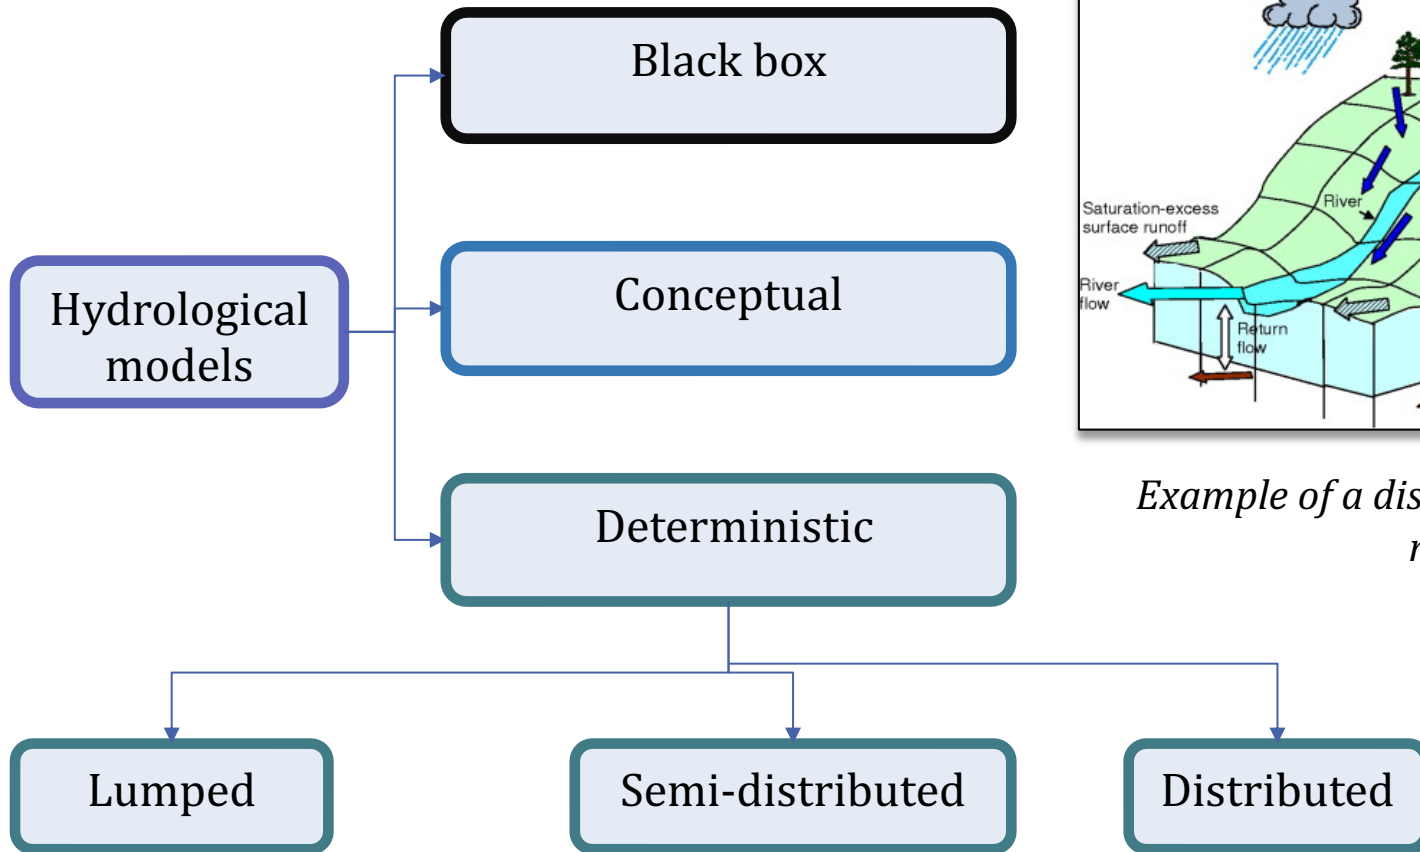 Black box
Conceptual
Hydrological
models
Deterministic
Lumped
Semi-distributed
Distributed
Saturation-excess
surface runoff
River
River
flow
Return
flow
Example of a dis